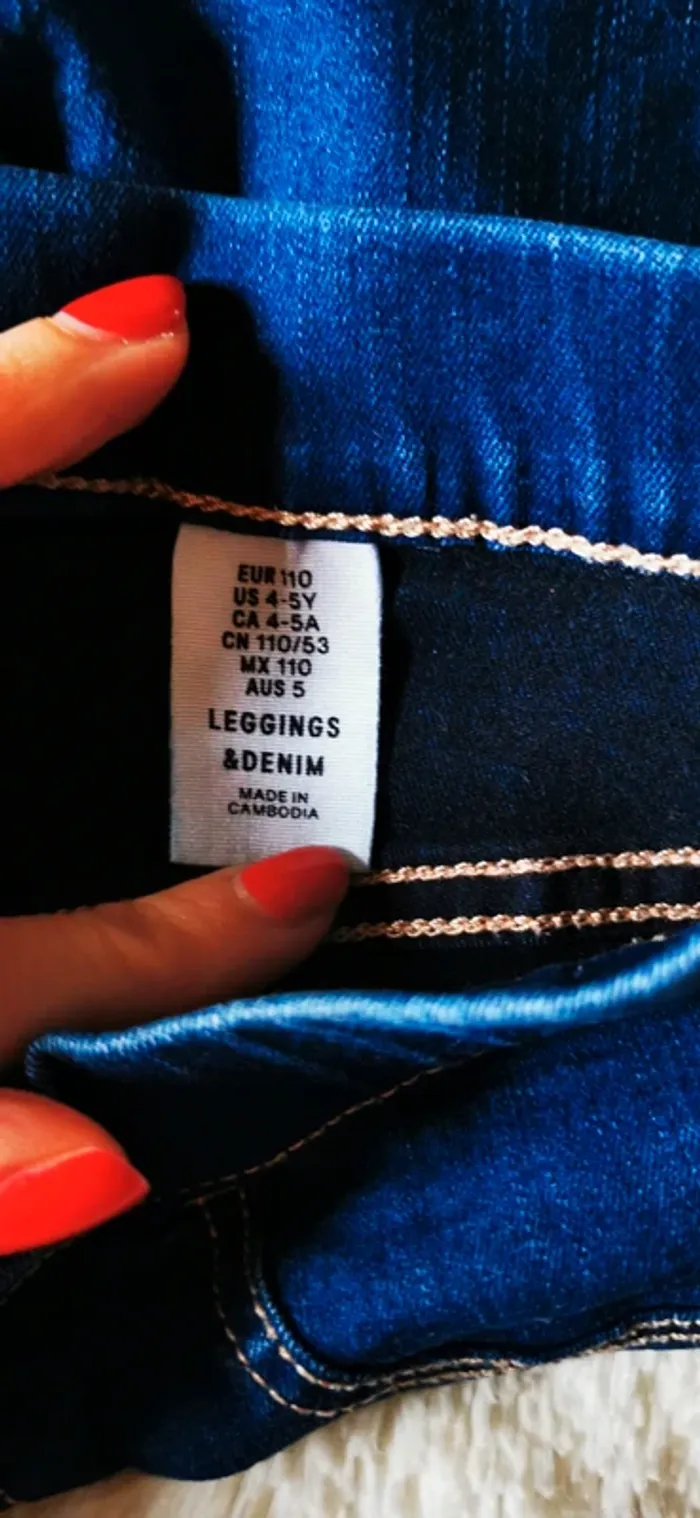 EUR 110
US 4-5Y
CA 4-5A
CN 110/53
MX 110
AUS 5
LEGGINGS
&DENIM
MADE IN
CAMBODIA